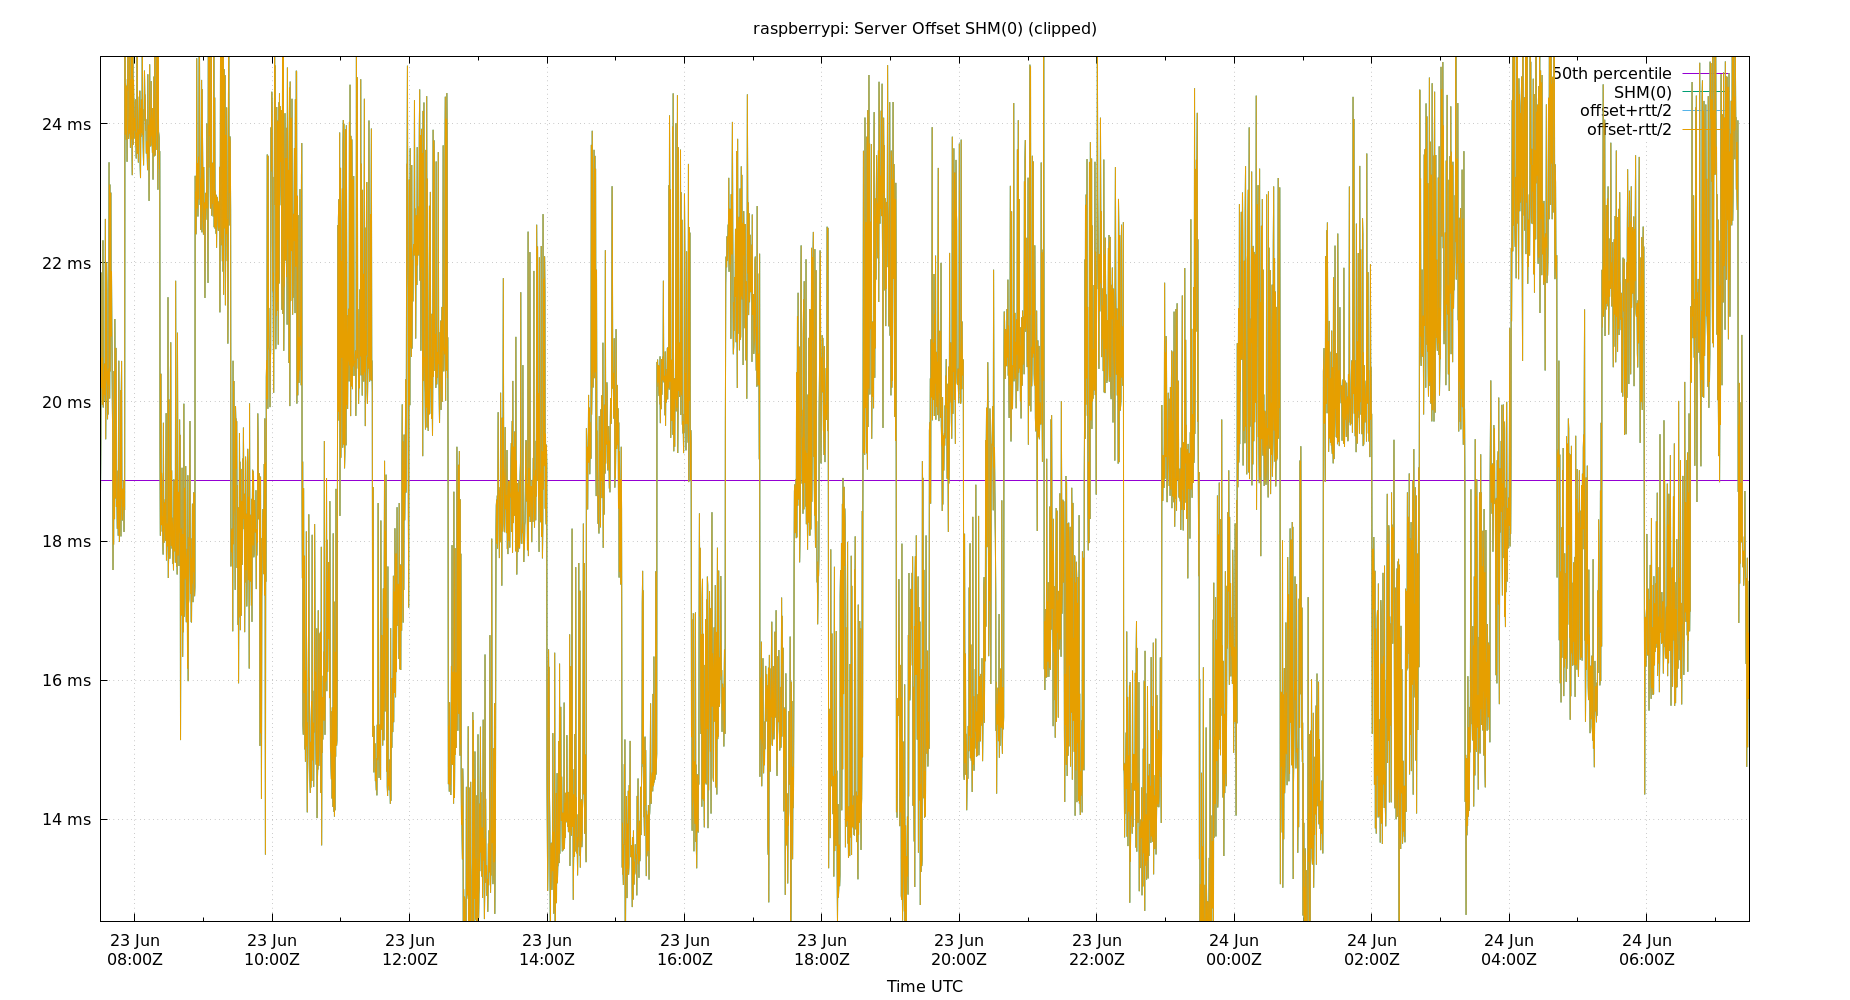 raspberrypi: Server Offset SHM(0) (clipped)
50th percentile
SHM(0)
offset+rtt/2
offset-rtt/2
24 ms
22 ms
20 ms
18 ms
16 ms
14 ms
23 Jun 23 Jun 23 Jun 23 Jun 23 Jun 23 Jun 23 Jun 23 Jun 24 Jun 24 Jun 24 Jun 24 Jun
08:00Z 10:00Z 12:00Z 14:00Z 16:00Z 18:00Z 20:00Z 22:00Z 00:00Z 02:00Z 04:00Z 06:00Z
Time UTC